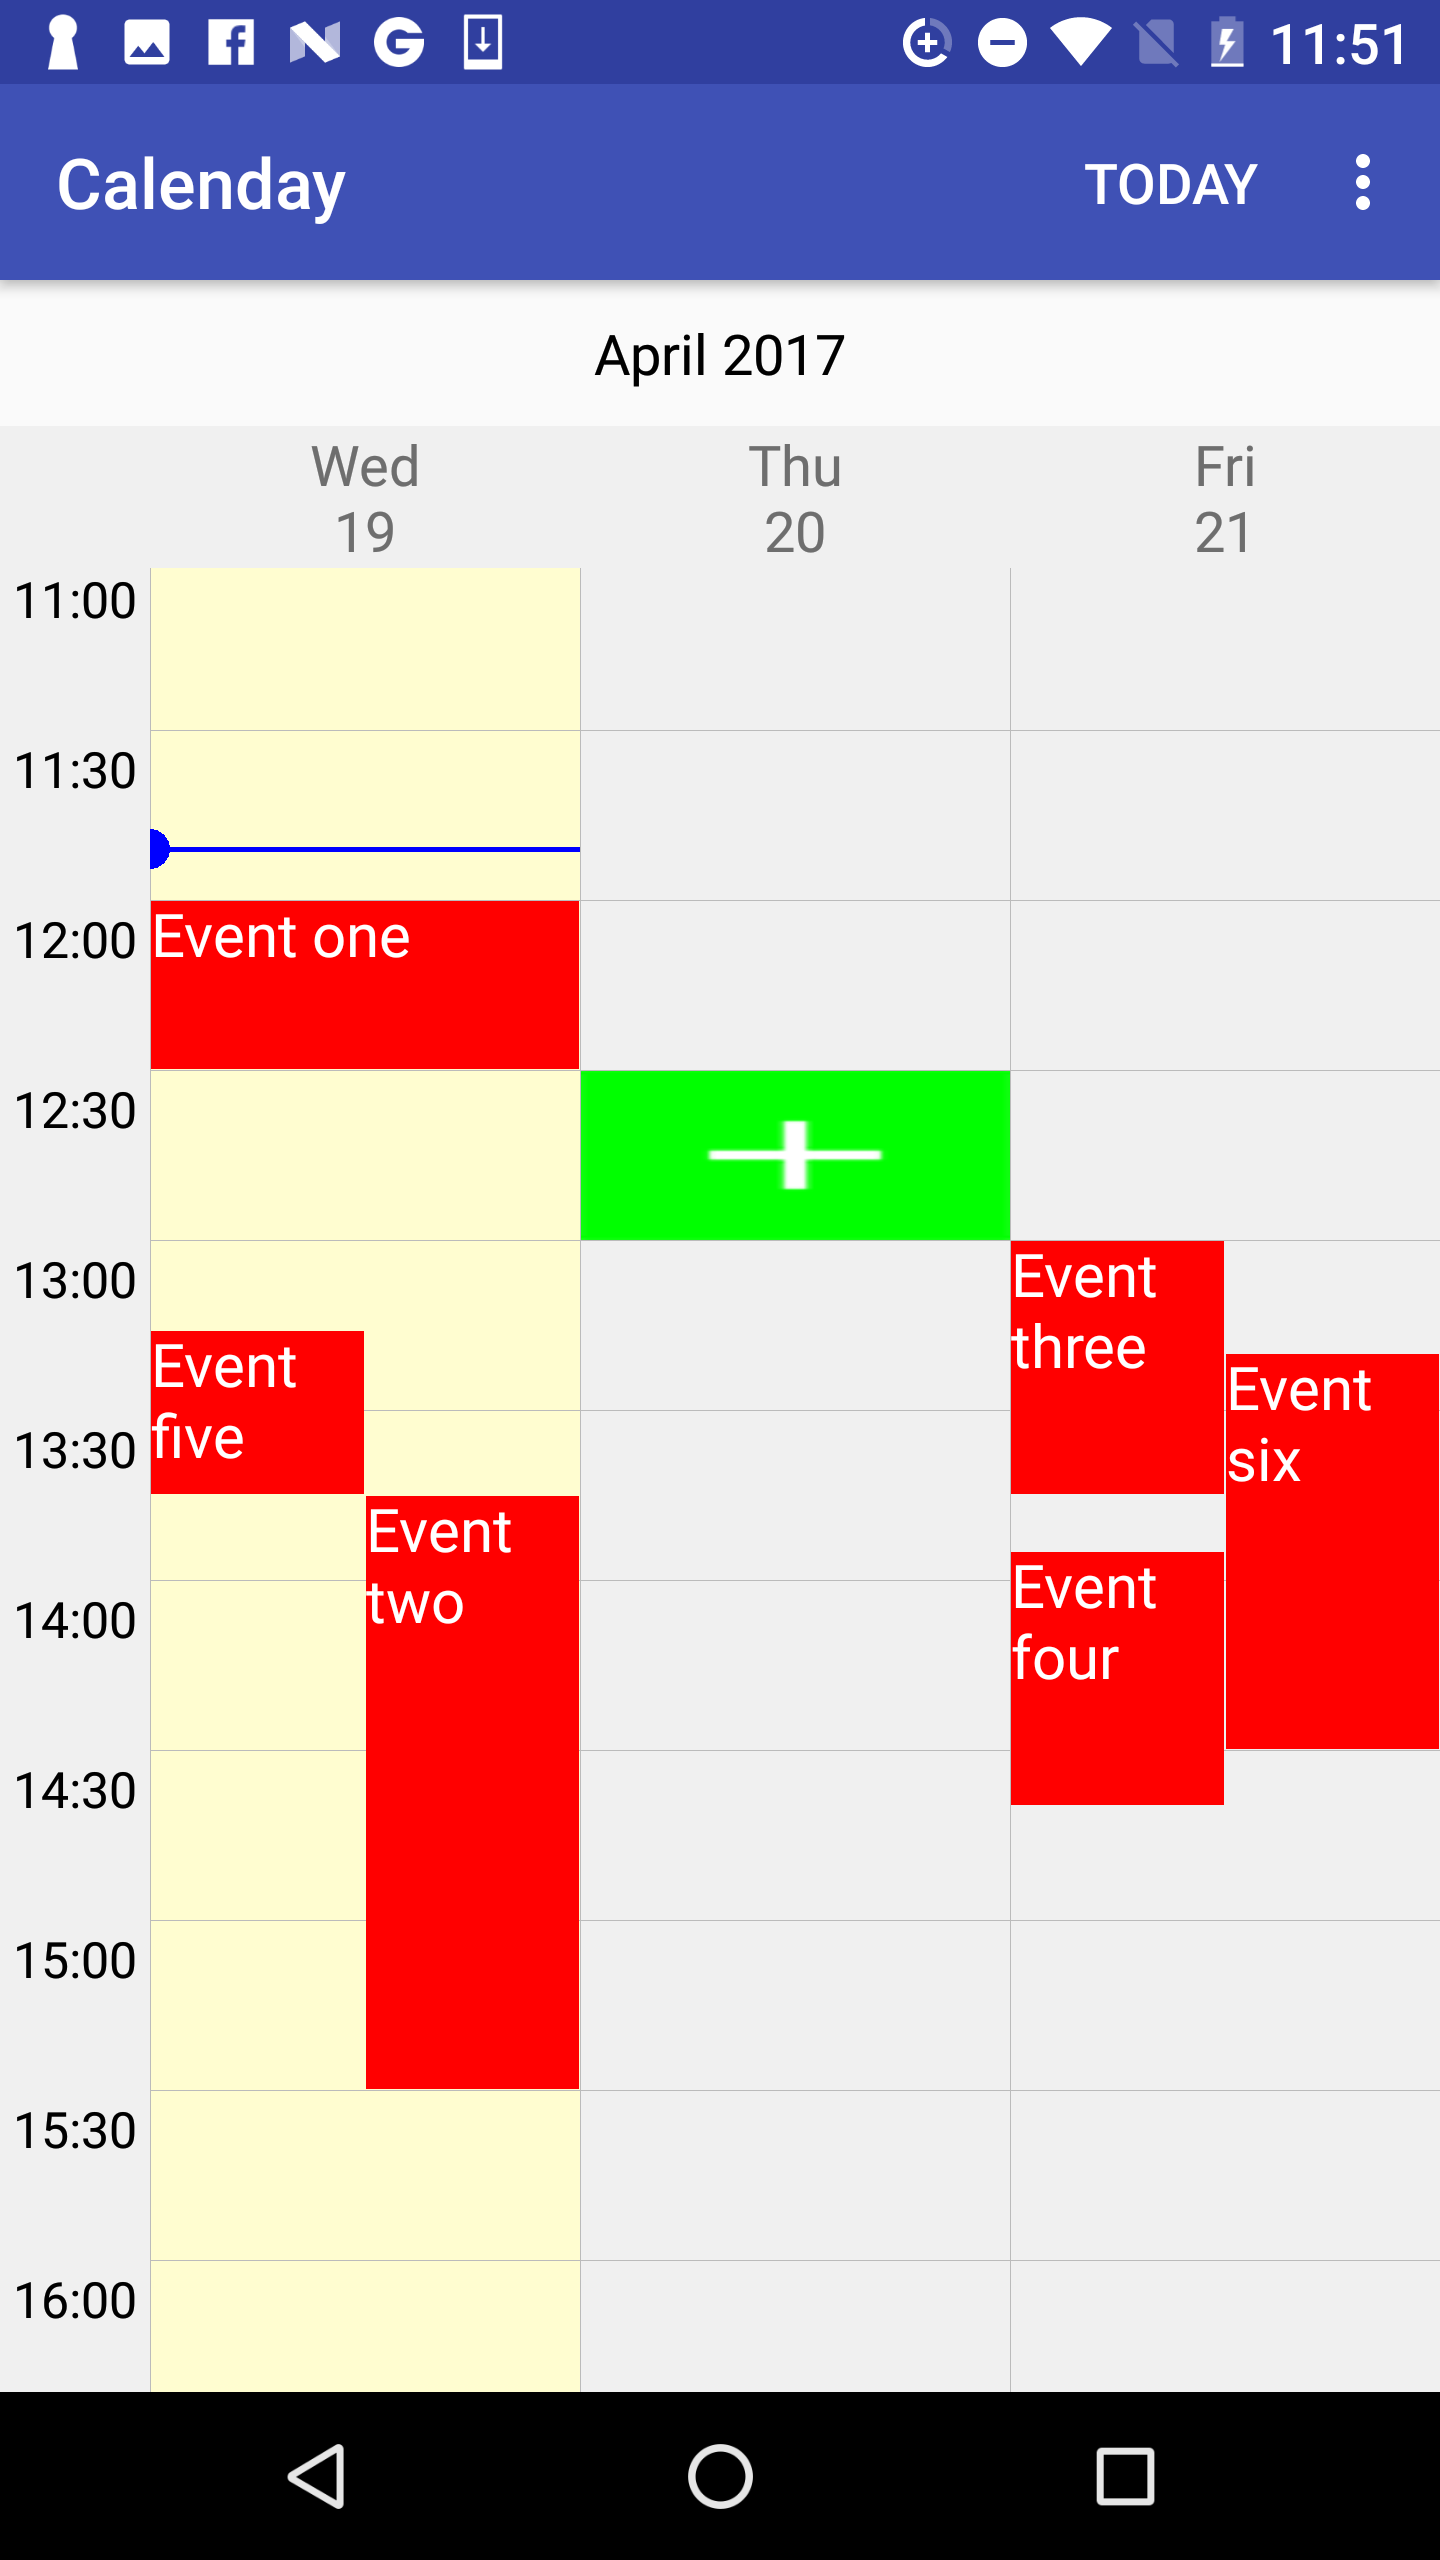 11:51
Calenday
TODAY
April 2017
Wed
19
Thu
20
Fri
21
11:00
11:30
12:00
Event one
12:30
13:00
Event
three
Event
five
Event
six
13:30
Event
two
Event
four
14:00
14:30
15:00
15:30
16:00